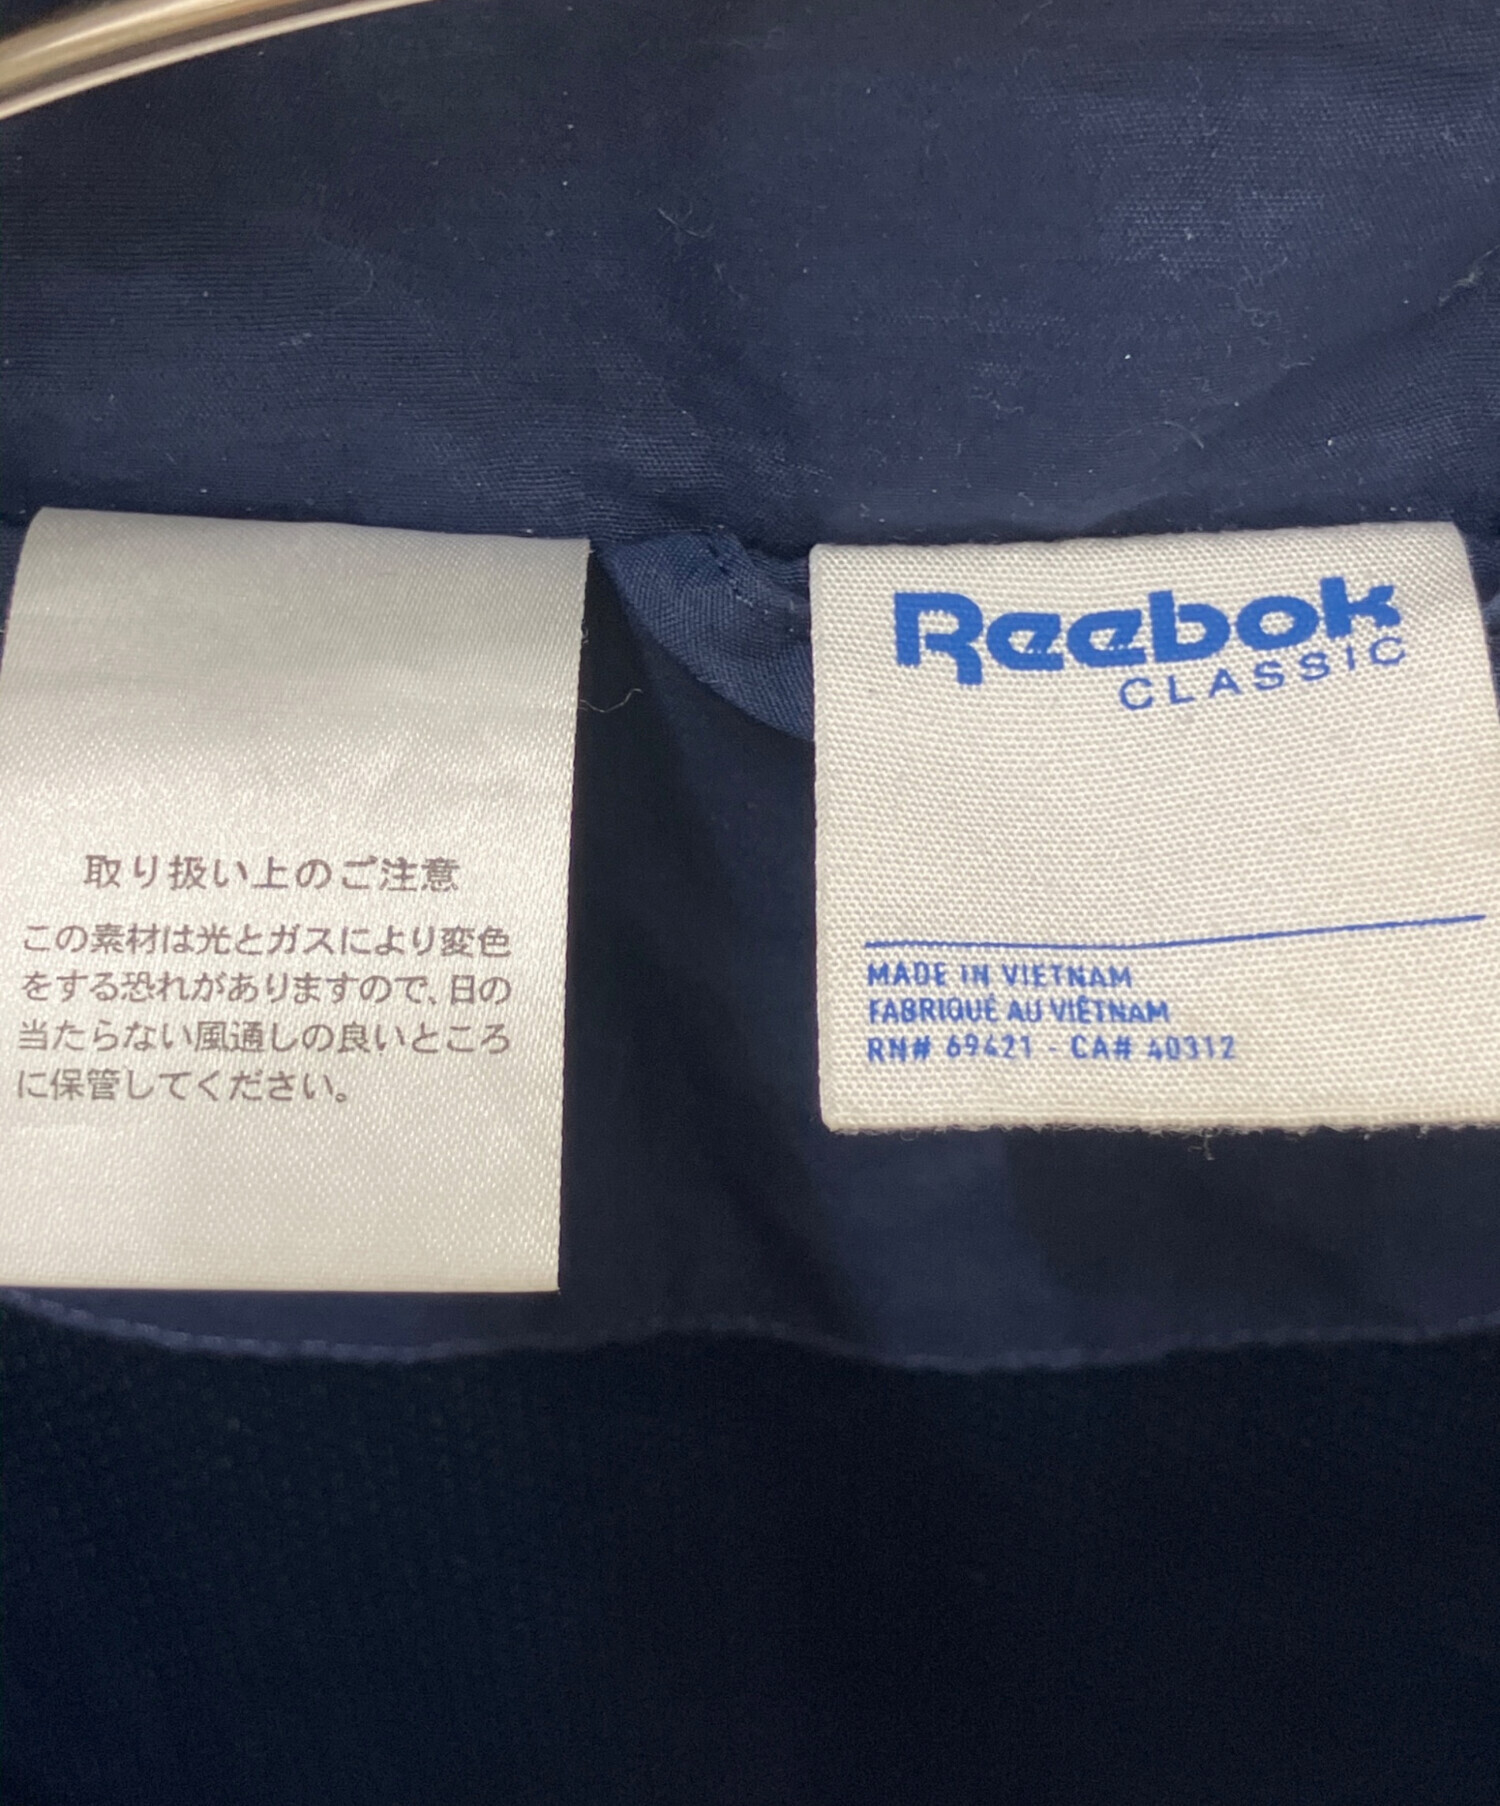 取り扱い上のご注意
この素材は光とガスにより変色
をする恐れがありますので、日の
当たらない風通しの良いところ
に保管してください。
Reebok
CLASSIC
MADE IN VIETNAM
FABRIQUÉ AU VIÊTNAM
RN# 69421 - CA# 40312